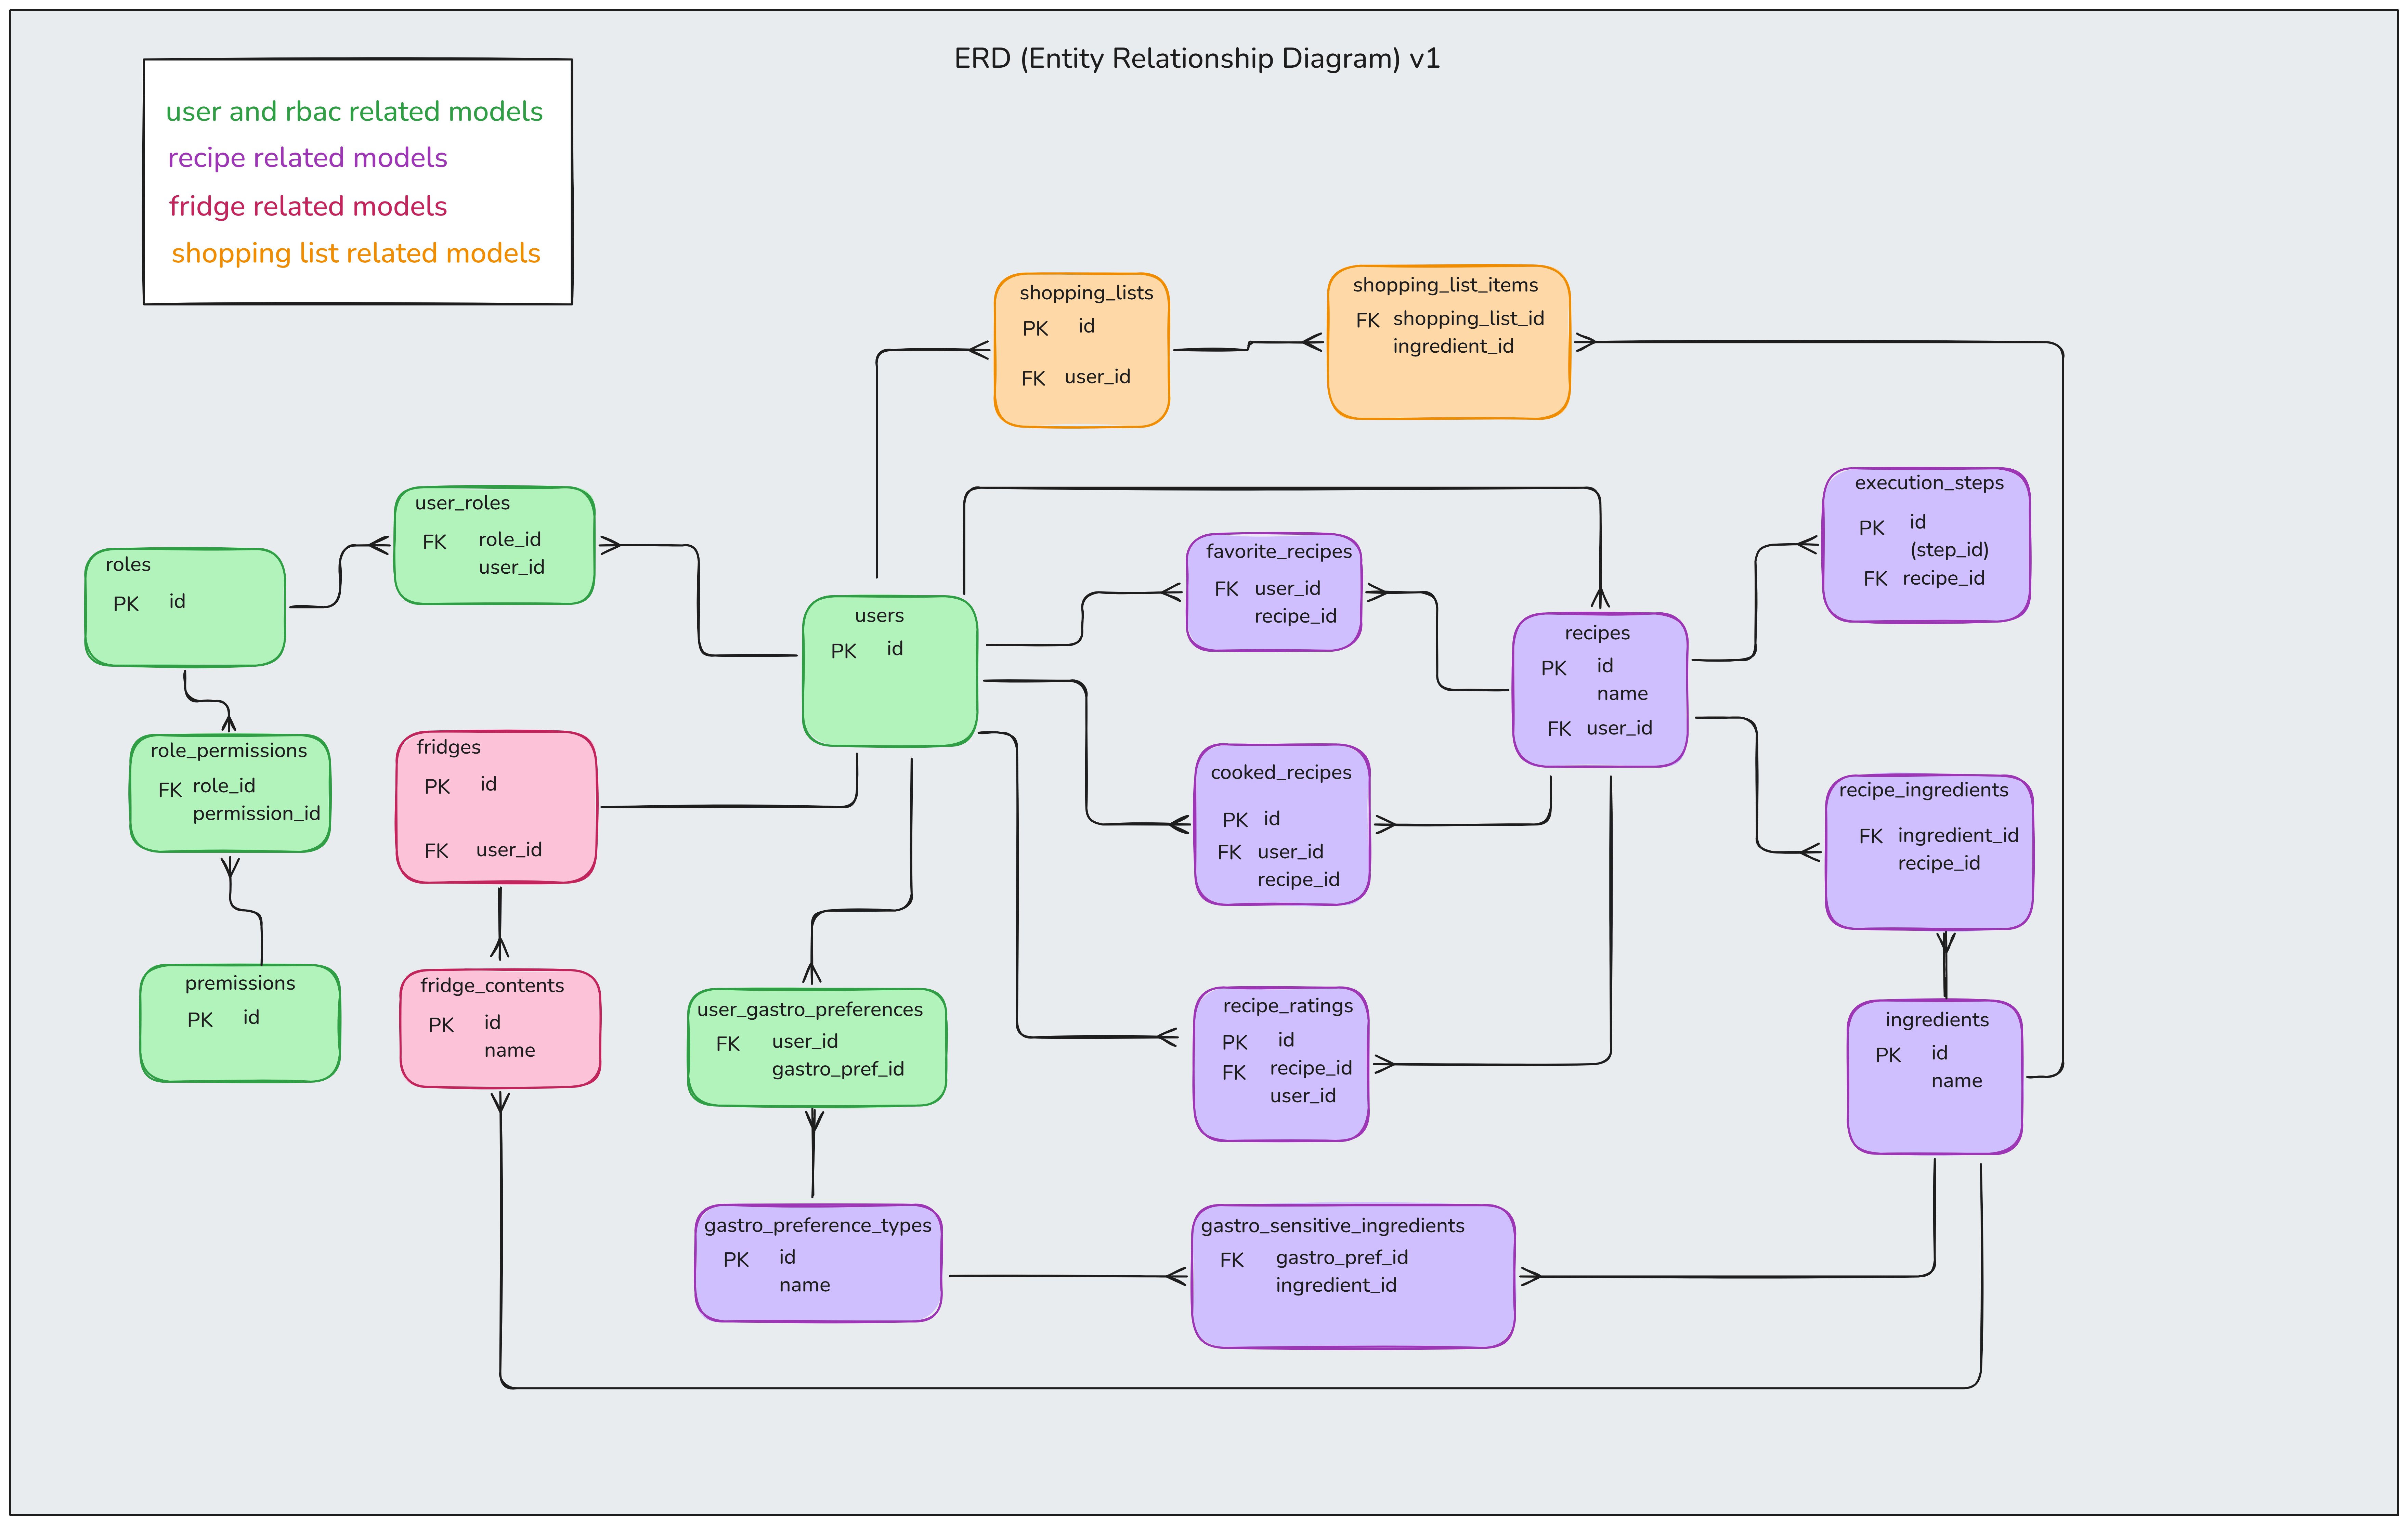 ERD (Entity Relationship Diagram) v1
user and rbac related models
recipe related models
fridge related models
shopping list related models
shopping_lists
PK id
FK user_id
shopping_list_items
FK shopping_list_id
ingredient_id
user_roles
FK role_id
user_id
roles
PK id
role_permissions
FK role_id
permission_id
premissions
PK id
fridges
PK id
FK user_id
fridge_contents
PK id
name
users
PK id
user_gastro_preferences
FK user_id
gastro_pref_id
gastro_preference_types
PK id
name
favorite_recipes
FK user_id
recipe_id
cooked_recipes
PK id
FK user_id
recipe_id
recipe_ratings
PK id
FK recipe_id
user_id
gastro_sensitive_ingredients
FK gastro_pref_id
ingredient_id
recipes
PK id
name
FK user_id
execution_steps
PK id
(step_id)
FK recipe_id
recipe_ingredients
FK ingredient_id
recipe_id
ingredients
PK id
name